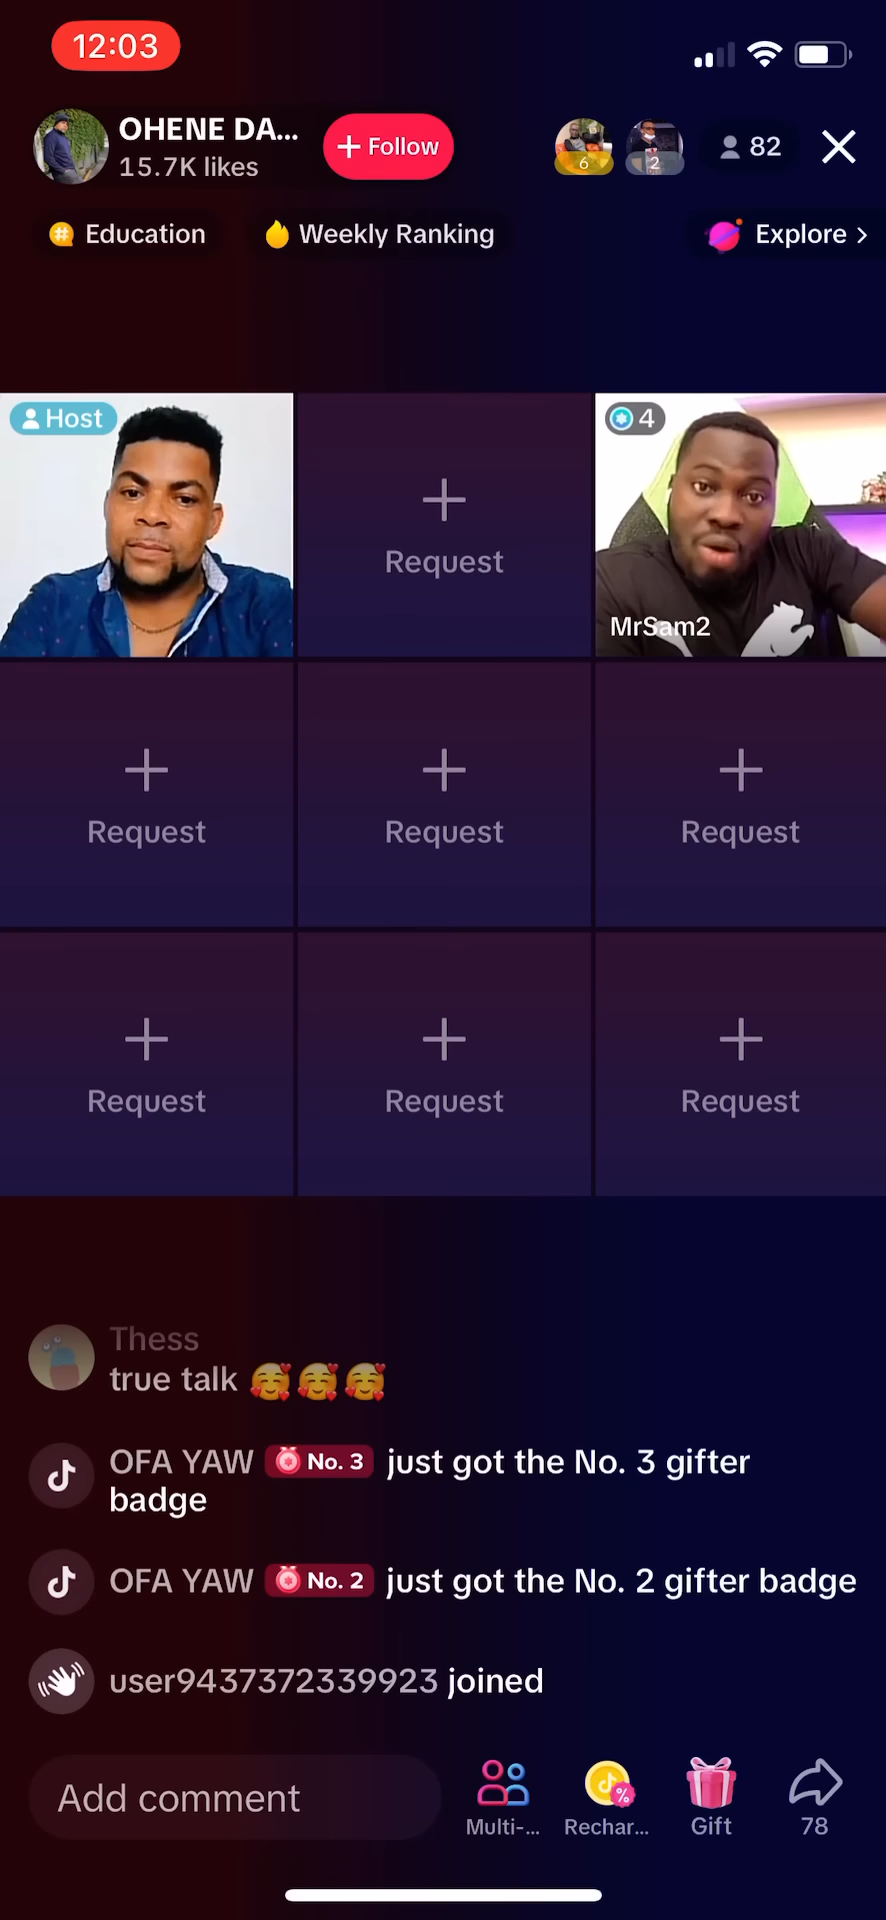 12:03
OHENE DA...
15.7K likes
+ Follow
6
2
82
Education
Weekly Ranking
Explore >
Host
Request
4
MrSam2
Request
Request
Request
Request
Request
Request
Thess
true talk 🥰🥰🥰
OFA YAW No. 3 just got the No. 3 gifter
badge
OFA YAW No. 2 just got the No. 2 gifter badge
user9437372339923 joined
Add comment
Multi-...
Rechar...
Gift
78